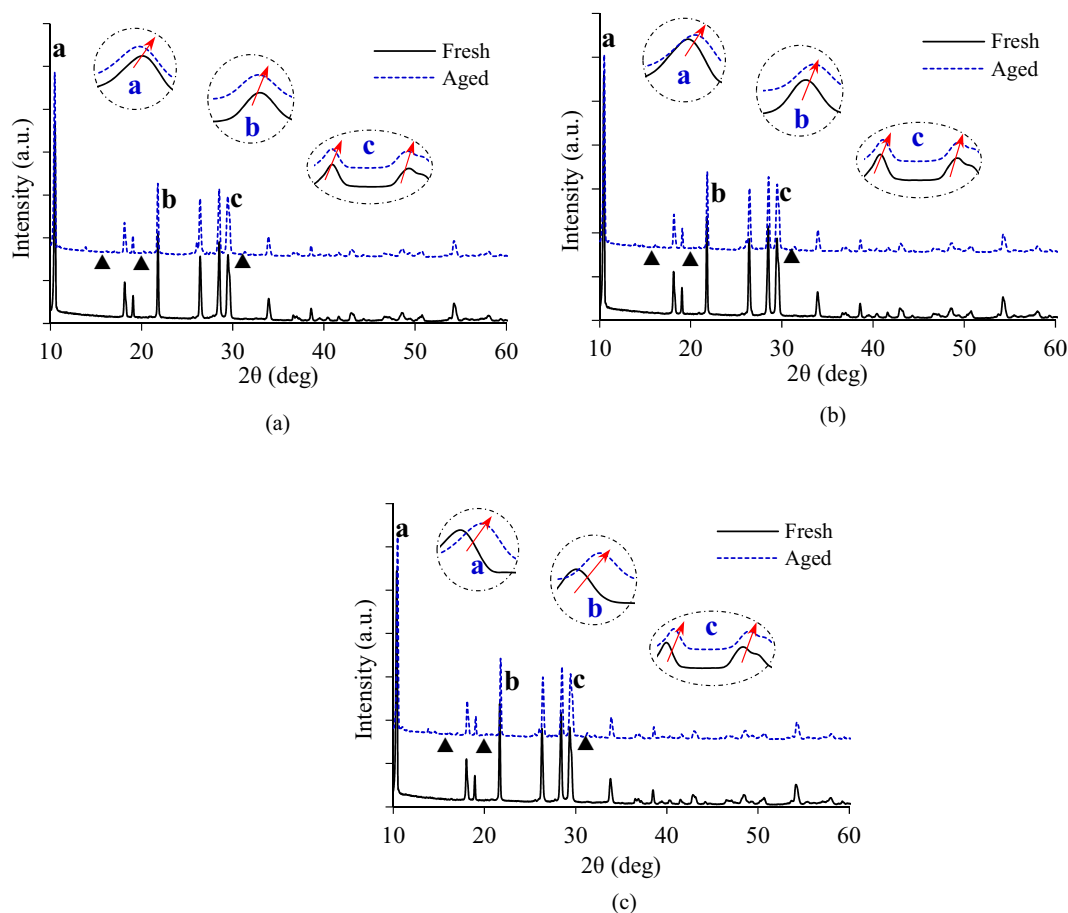 a
a
b
c
b
c
Fresh
Aged
Intensity (a.u.)
10 20 30 40 50 60
2θ (deg)
(a)
a
a
b
c
b
c
Fresh
Aged
Intensity (a.u.)
10 20 30 40 50 60
2θ (deg)
(b)
a
a
b
c
b
c
Fresh
Aged
Intensity (a.u.)
10 20 30 40 50 60
2θ (deg)
(c)